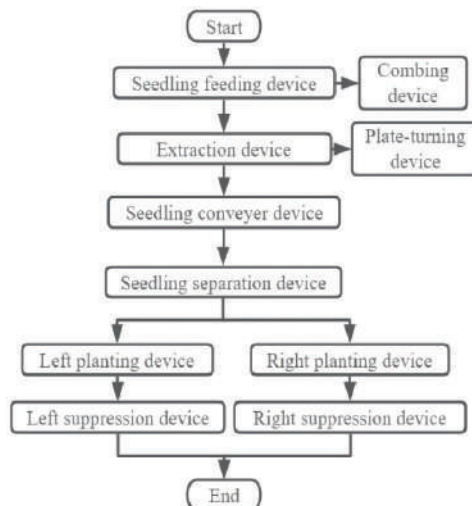 Start
Seedling feeding device
Combing
device
Extraction device
Plate-turning
device
Seedling conveyer device
Seedling separation device
Left planting device
Right planting device
Left suppression device
Right suppression device
End